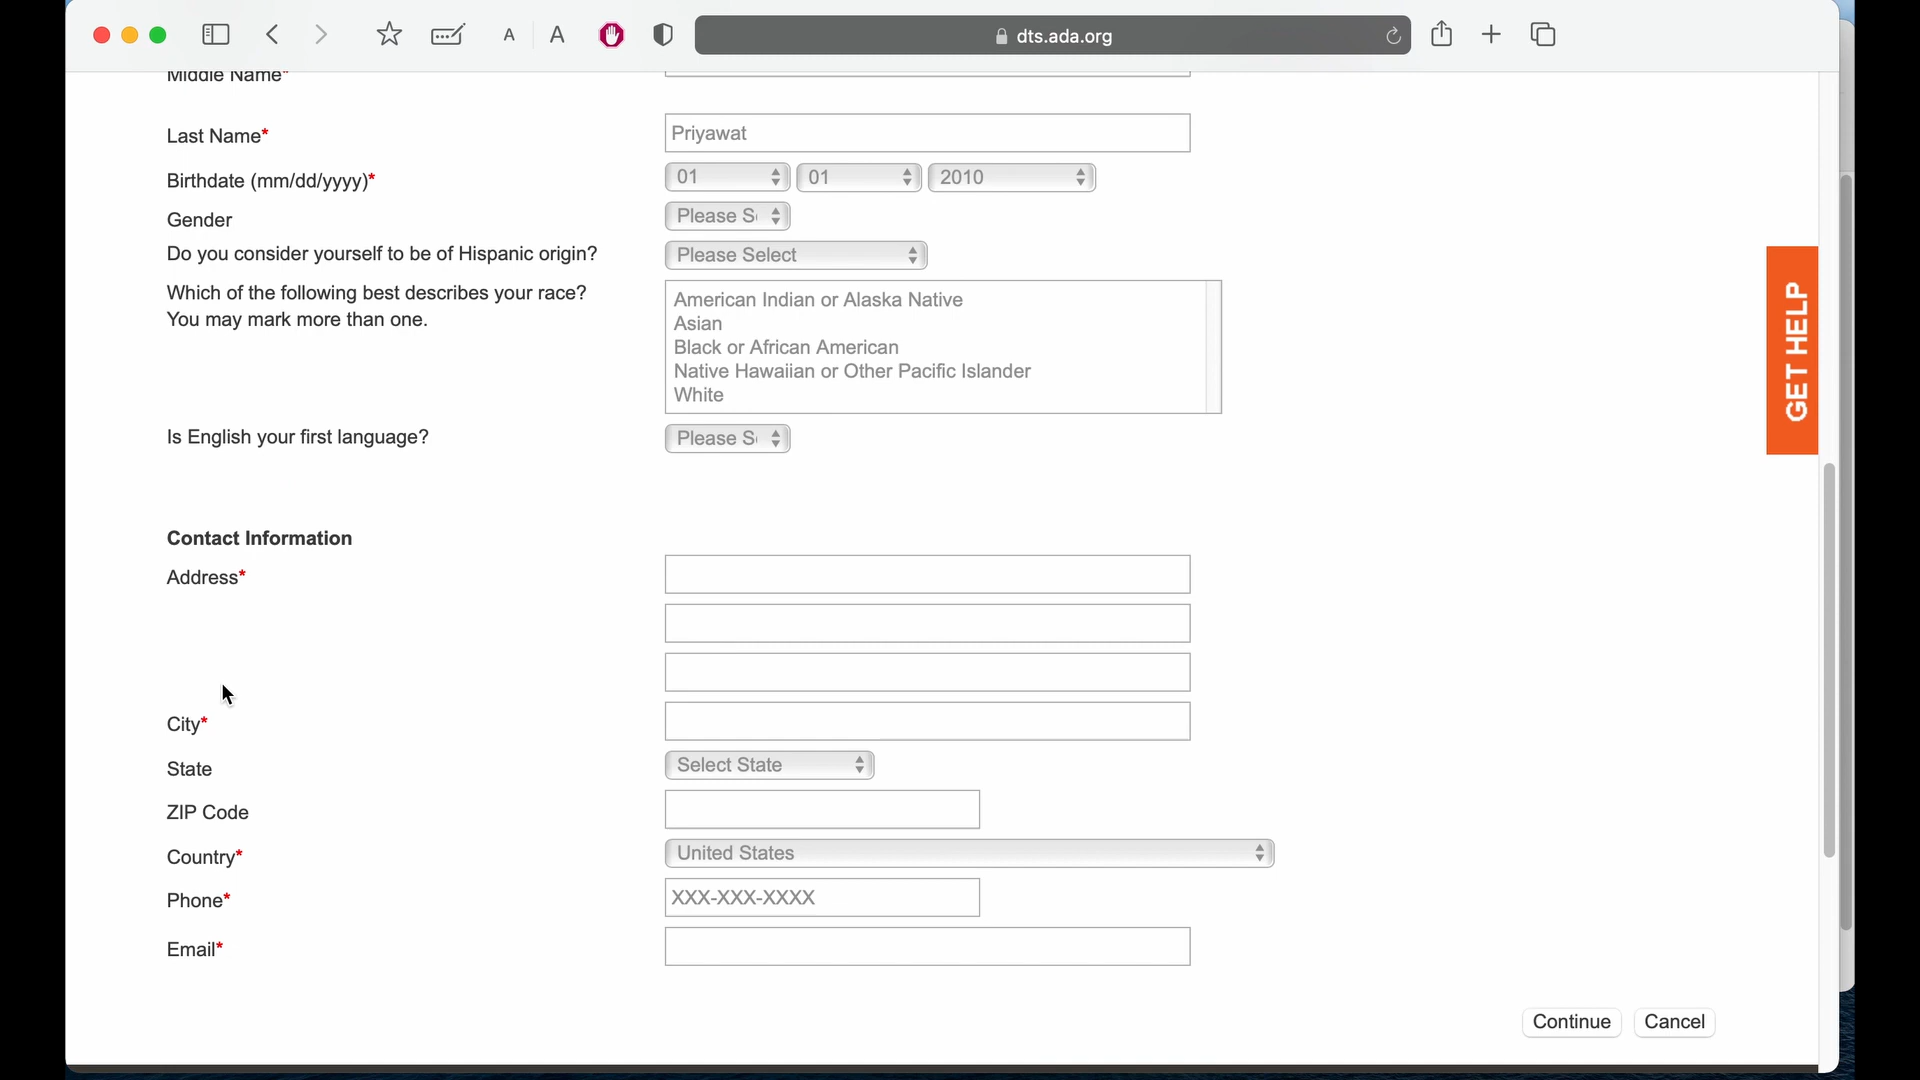 A A dts.ada.org
Middle Name*
Last Name* Priyawat
Birthdate (mm/dd/yyyy)* 01 01 2010
Gender Please S
Do you consider yourself to be of Hispanic origin? Please Select
Which of the following best describes your race?
You may mark more than one.
American Indian or Alaska Native
Asian
Black or African American
Native Hawaiian or Other Pacific Islander
White
Is English your first language? Please S
GET HELP
Contact Information
Address*
City*
State Select State
ZIP Code
Country* United States
Phone* XXX-XXX-XXXX
Email*
Continue Cancel